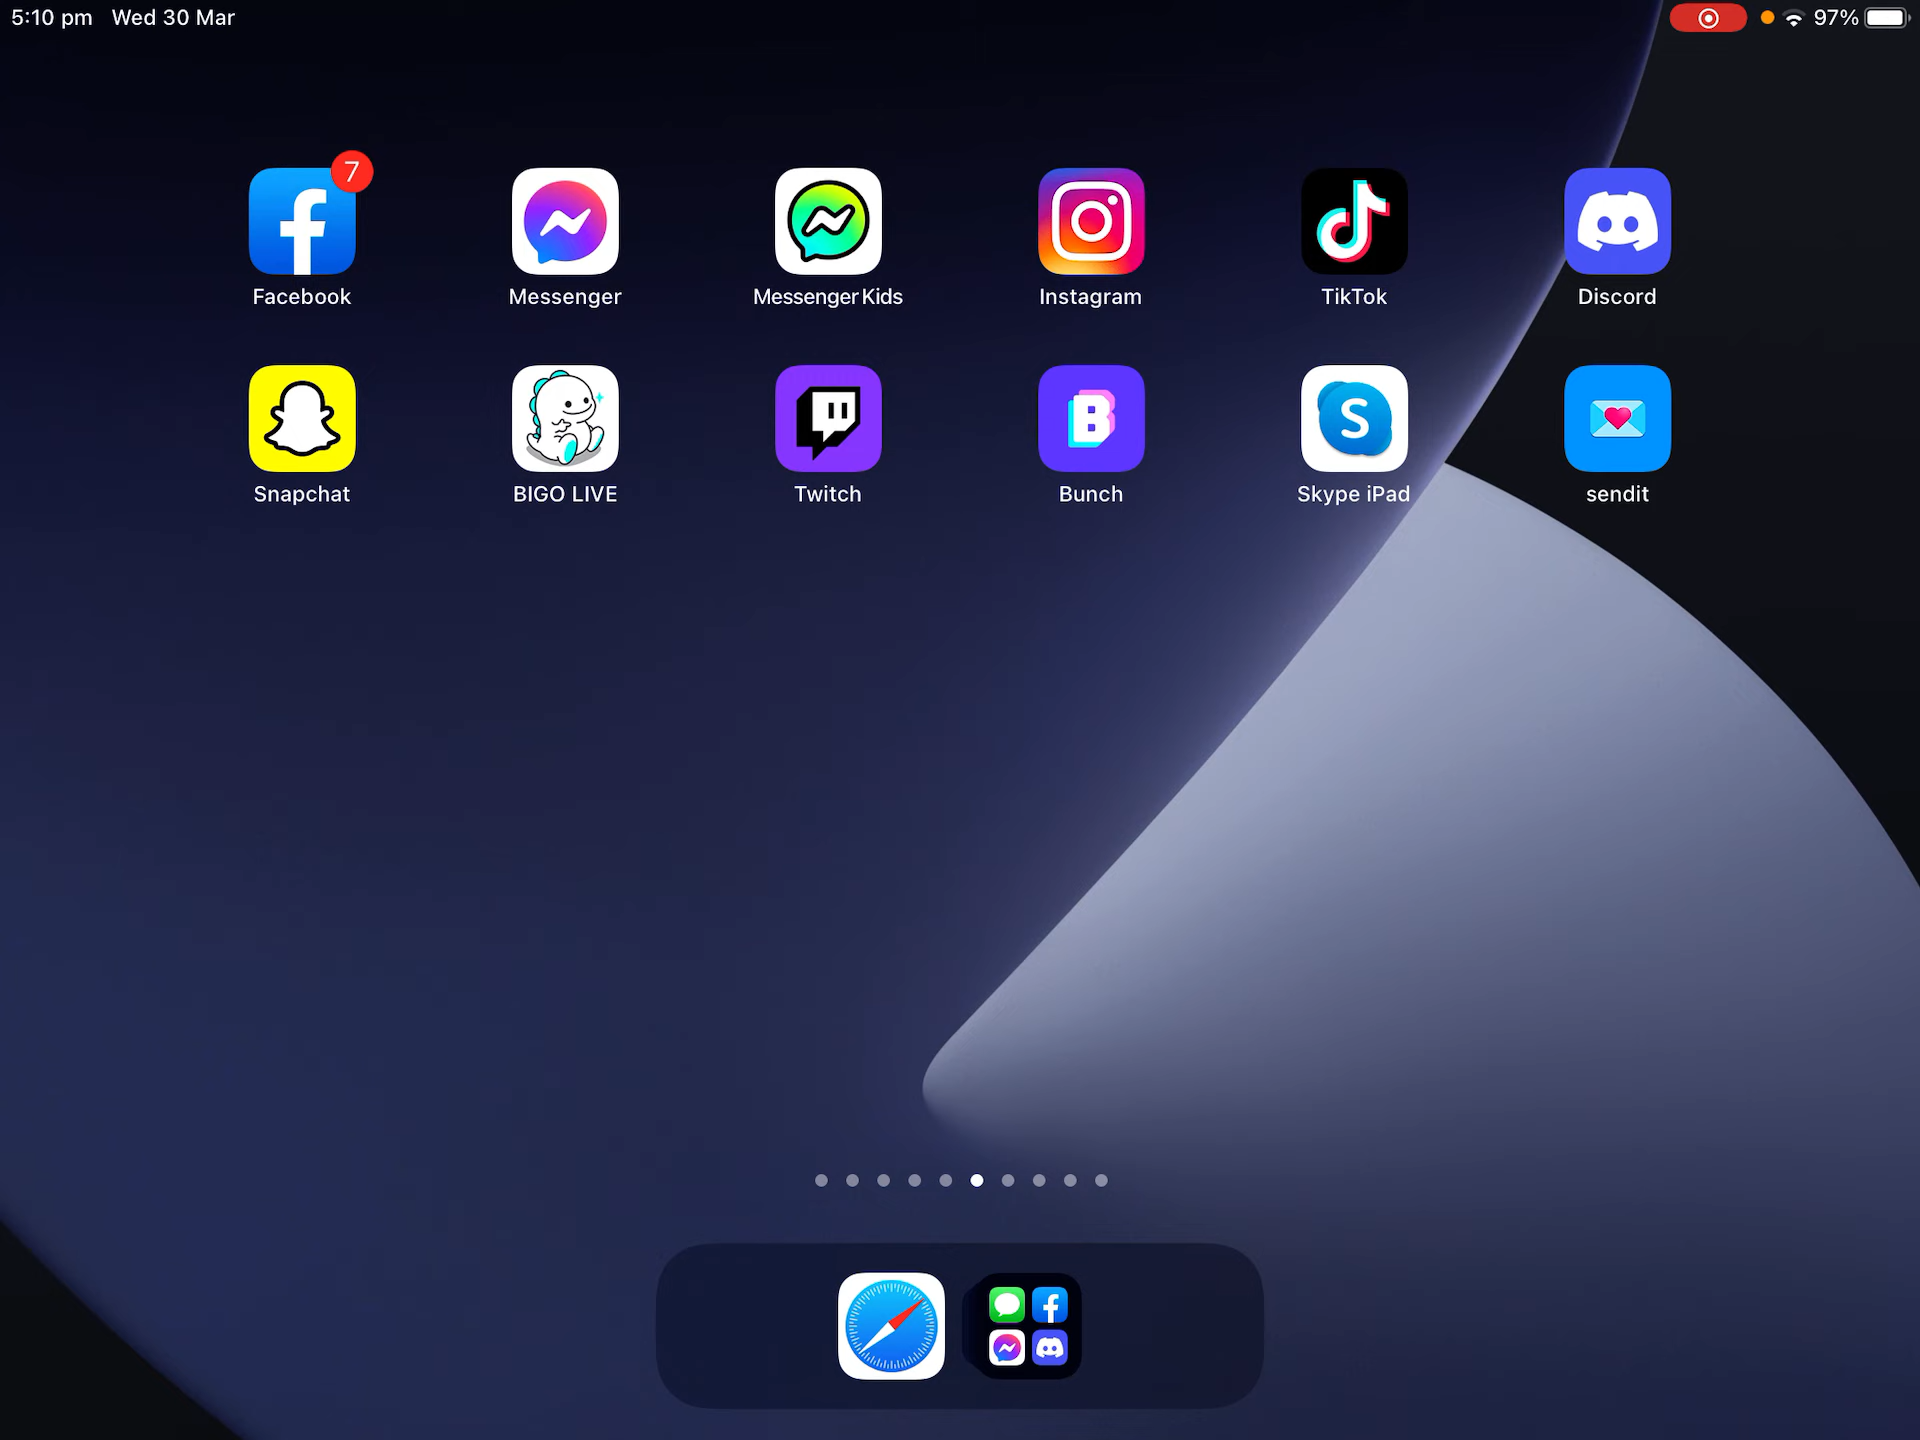 5:10 pm Wed 30 Mar 97%
7
Facebook Messenger Messenger Kids Instagram TikTok Discord
Snapchat BIGO LIVE Twitch Bunch Skype iPad sendit